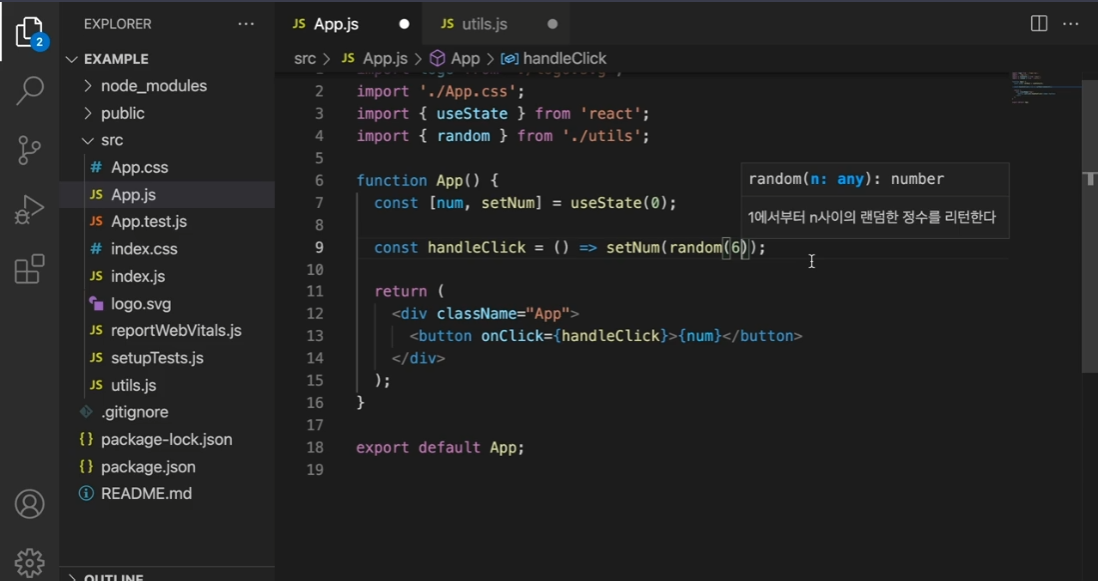 2
EXPLORER
EXAMPLE
node_modules
public
src
# App.css
JS App.js
JS App.test.js
# index.css
JS index.js
logo.svg
JS reportWebVitals.js
JS setupTests.js
JS utils.js
.gitignore
{} package-lock.json
{} package.json
README.md
OUTLINE
JS App.js
JS utils.js
src > JS App.js > App > handleClick
2 import './App.css';
3 import { useState } from 'react';
4 import { random } from './utils';
5
6 function App() {
7 const [num, setNum] = useState(0);
8
9 const handleClick = () => setNum(random(6));
10
11 return (
12 <div className="App">
13 <button onClick={handleClick}>{num}</button>
14 </div>
15 );
16 }
17
18 export default App;
19
random(n: any): number
1에서부터 n사이의 랜덤한 정수를 리턴한다